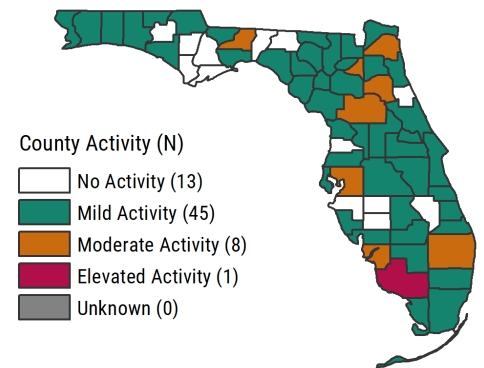 County Activity (N)
No Activity (13)
Mild Activity (45)
Moderate Activity (8)
Elevated Activity (1)
Unknown (0)